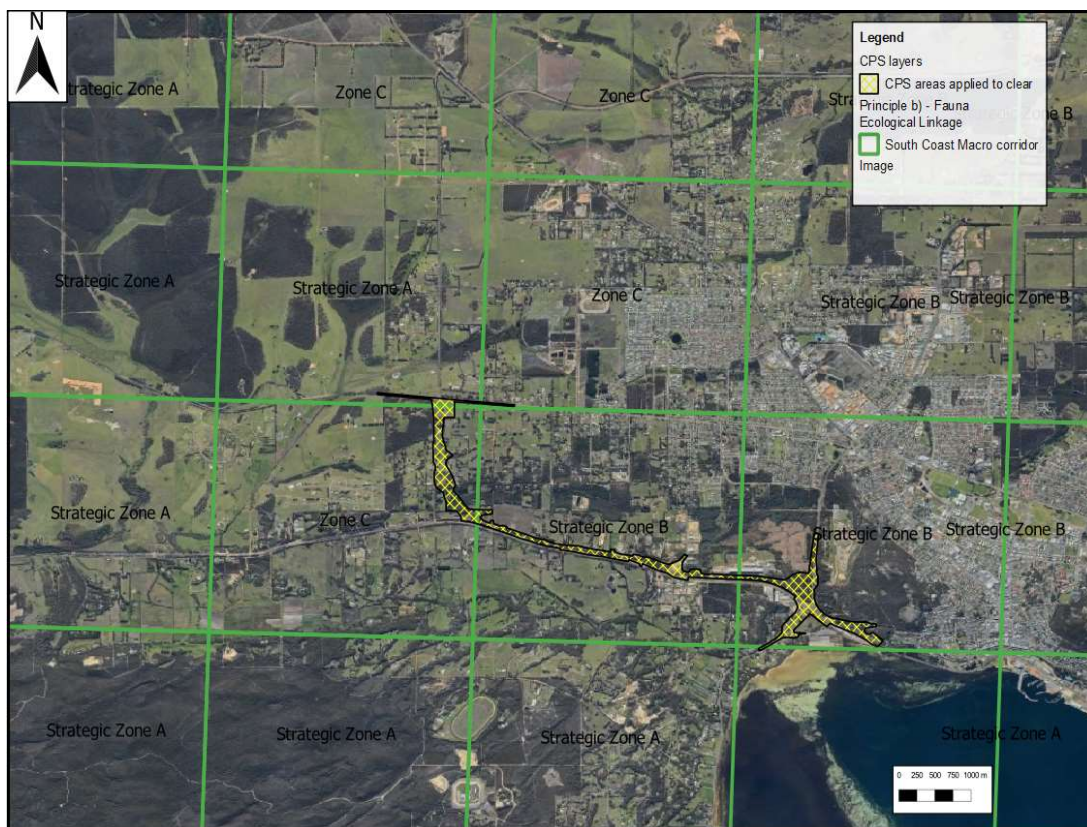 N
Legend
CPS layers
CPS areas applied to clear
Principle b) - Fauna
Ecological Linkage
South Coast Macro corridor
Image
trategic Zone A
Zone C
Zone C
Stra
B
Strategic Zone A
Strategic Zone A
Zone C
Strategic Zone B
Strategic Zone B
Strategic Zone A
Zone C
Strategic Zone B
Strategic Zone B
Strategic Zone B
Strategic Zone A
Strategic Zone A
Strategic Zone A
Strategic Zone A
0 250 500 750 1000 m